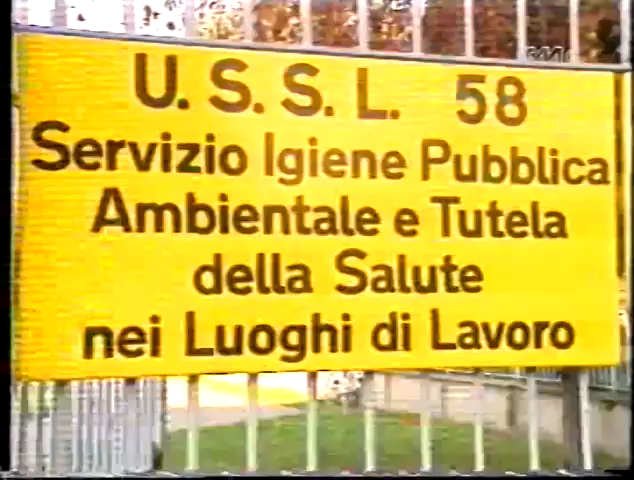 U. S. S. L. 58
Servizio Igiene Pubblica
Ambientale e Tutela
della Salute
nei Luoghi di Lavoro